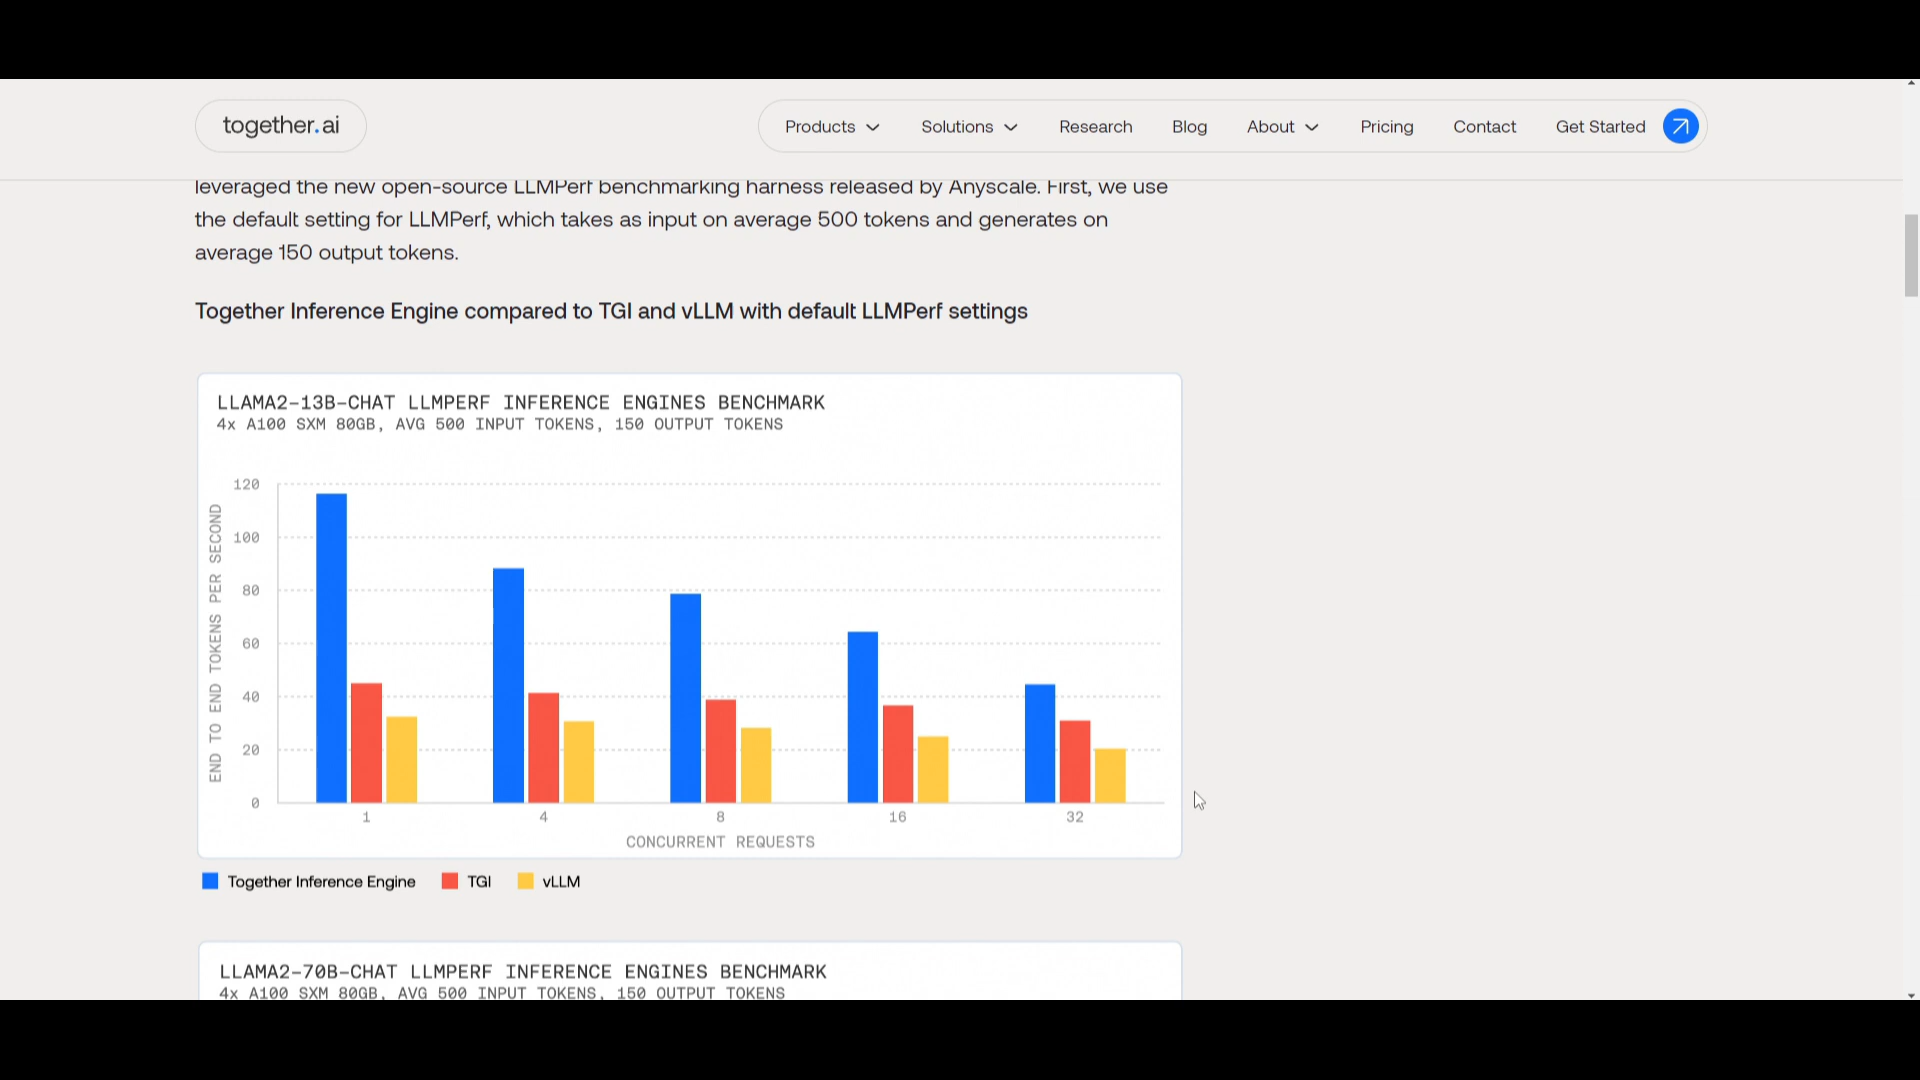 together.ai
Products Solutions Research Blog About Pricing Contact Get Started
leveraged the new open-source LLMPerf benchmarking harness released by Anyscale. First, we use
the default setting for LLMPerf, which takes as input on average 500 tokens and generates on
average 150 output tokens.
Together Inference Engine compared to TGI and vLLM with default LLMPerf settings
LLAMA2-13B-CHAT LLMPERF INFERENCE ENGINES BENCHMARK
4x A100 SXM 80GB, AVG 500 INPUT TOKENS, 150 OUTPUT TOKENS
END TO END TOKENS PER SECOND
120
100
80
60
40
20
0
1 4 8 16 32
CONCURRENT REQUESTS
Together Inference Engine TGI vLLM
LLAMA2-70B-CHAT LLMPERF INFERENCE ENGINES BENCHMARK
4x A100 SXM 80GB, AVG 500 INPUT TOKENS, 150 OUTPUT TOKENS